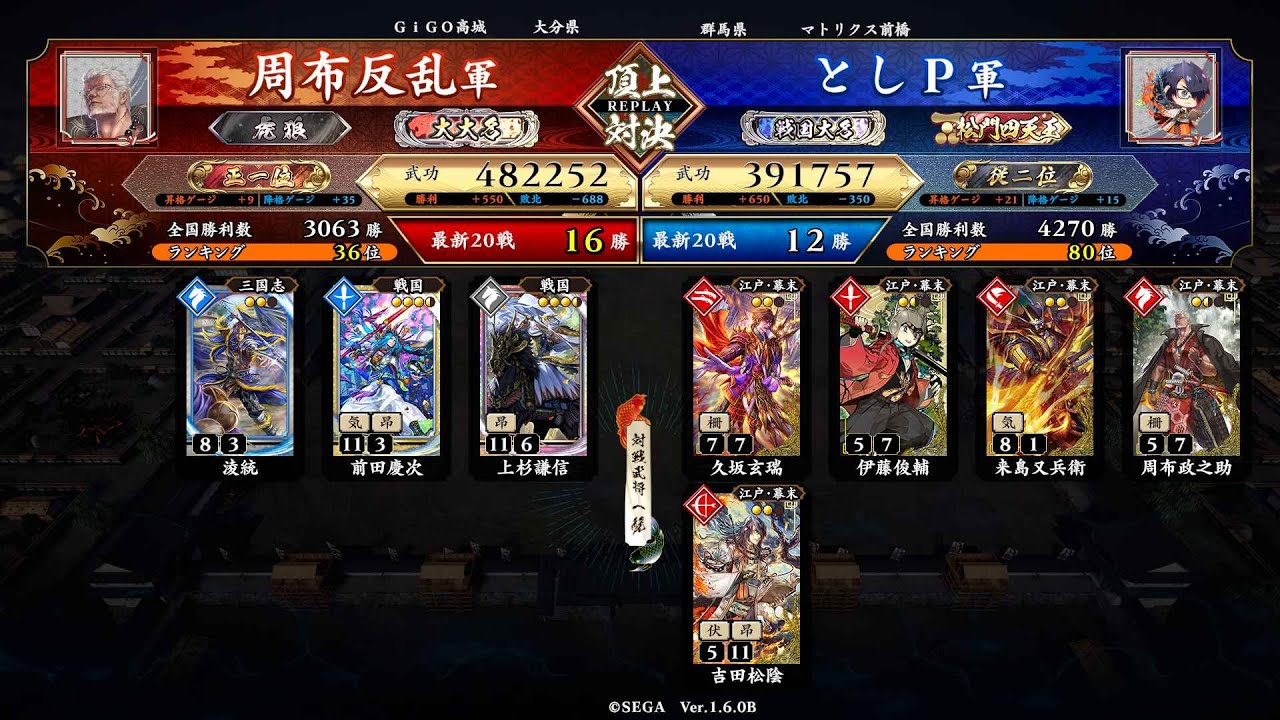 GiGO高城 大分県
群馬県 マトリクス前橋
周布反乱軍
頂上
REPLAY
対決
としP軍
大大名
戦国大名
松門四天王
正一位
武功 482252
勝利 +550 敗北 -688
昇格ゲージ +9 降格ゲージ +35
武功 391757
勝利 +650 敗北 -350
従二位
昇格ゲージ +21 降格ゲージ +15
全国勝利数 3063勝
ランキング 36位
最新20戦 16勝
最新20戦 12勝
全国勝利数 4270勝
ランキング 80位
三国志
8 3
凌統
戦国
気 昂
11 3
前田慶次
戦国
昂
11 6
上杉謙信
対戦武将一覧
江戸・幕末
柵
7 7
久坂玄瑞
江戸・幕末
5 7
伊藤俊輔
江戸・幕末
気
8 1
来島又兵衛
江戸・幕末
柵
5 7
周布政之助
江戸・幕末
伏 昂
5 11
吉田松陰
©SEGA Ver.1.6.0B